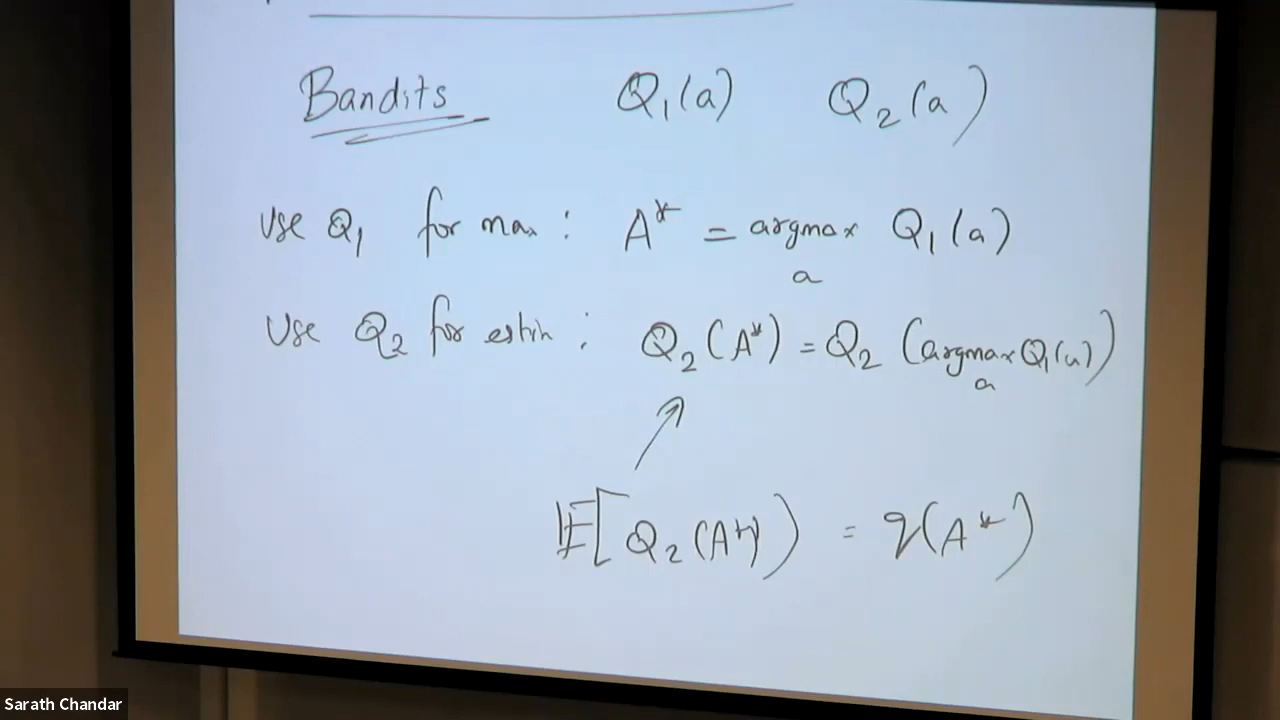 Bandits Q₁(a) Q₂(a)
Use Q₁ for max : A* = argmax Q₁(a)
a
Use Q₂ for estim : Q₂(A*) = Q₂(argmax Q₁(a))
a
𝔼[Q₂(A*)) = q(A*)
Sarath Chandar